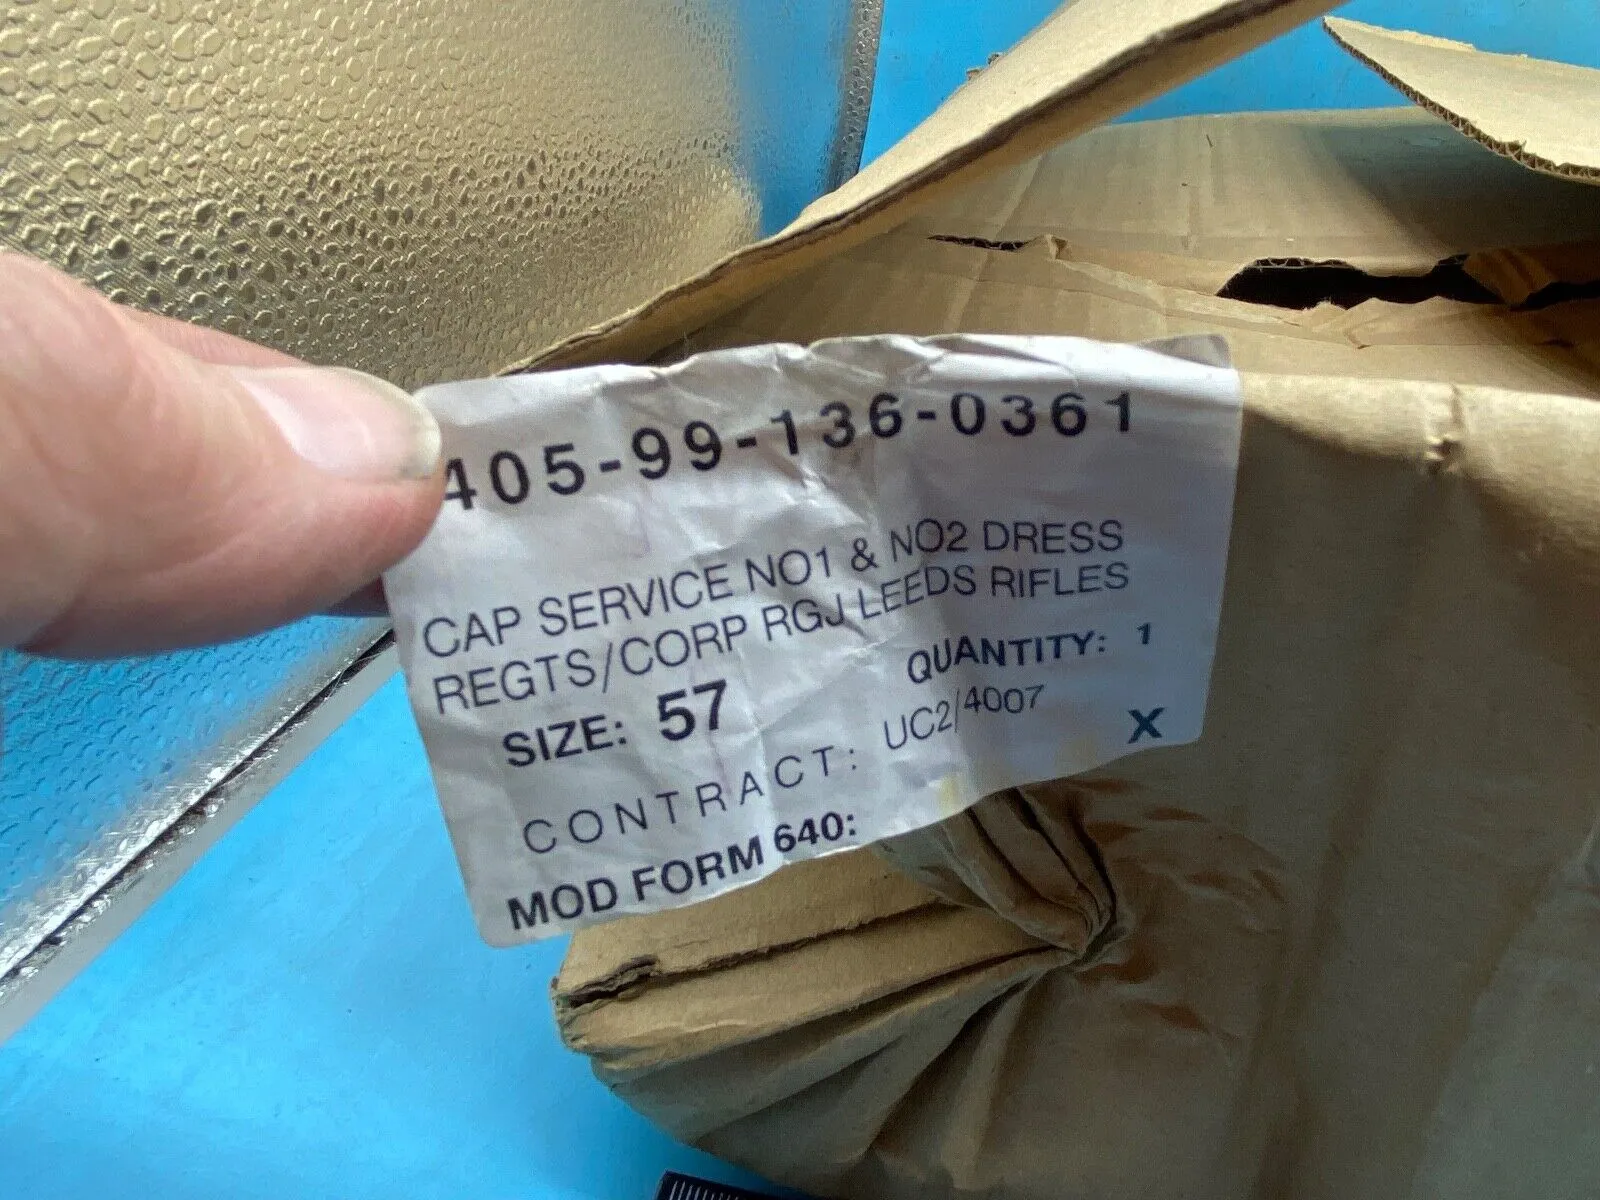 405-99-136-0361
CAP SERVICE NO1 & NO2 DRESS
REGTS/CORP RGJ LEEDS RIFLES
SIZE: 57 QUANTITY: 1
CONTRACT: UC2/4007 X
MOD FORM 640: